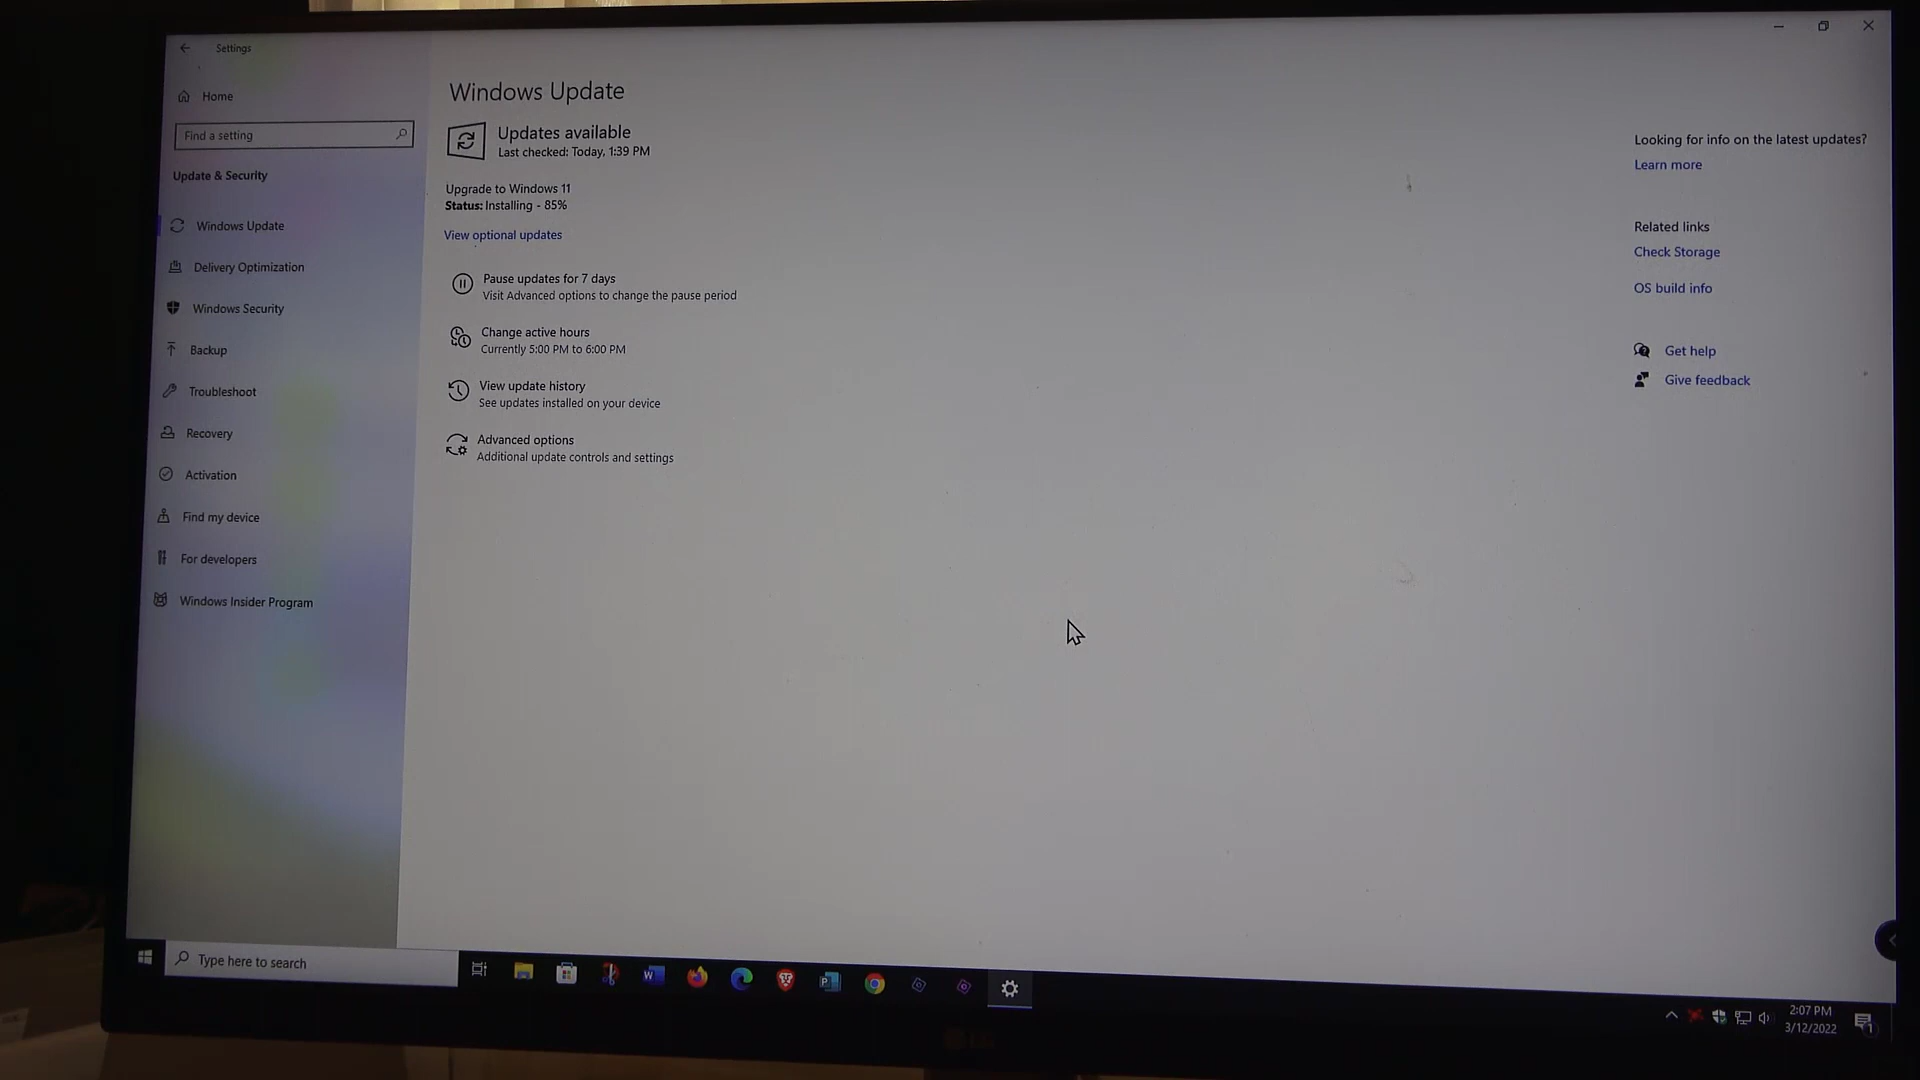 Settings
Home
Find a setting
Update & Security
Windows Update
Delivery Optimization
Windows Security
Backup
Troubleshoot
Recovery
Activation
Find my device
For developers
Windows Insider Program
Windows Update
Updates available
Last checked: Today, 1:39 PM
Upgrade to Windows 11
Status: Installing - 85%
View optional updates
Pause updates for 7 days
Visit Advanced options to change the pause period
Change active hours
Currently 5:00 PM to 6:00 PM
View update history
See updates installed on your device
Advanced options
Additional update controls and settings
Looking for info on the latest updates?
Learn more
Related links
Check Storage
OS build info
Get help
Give feedback
Type here to search
2:07 PM
3/12/2022
1
LG